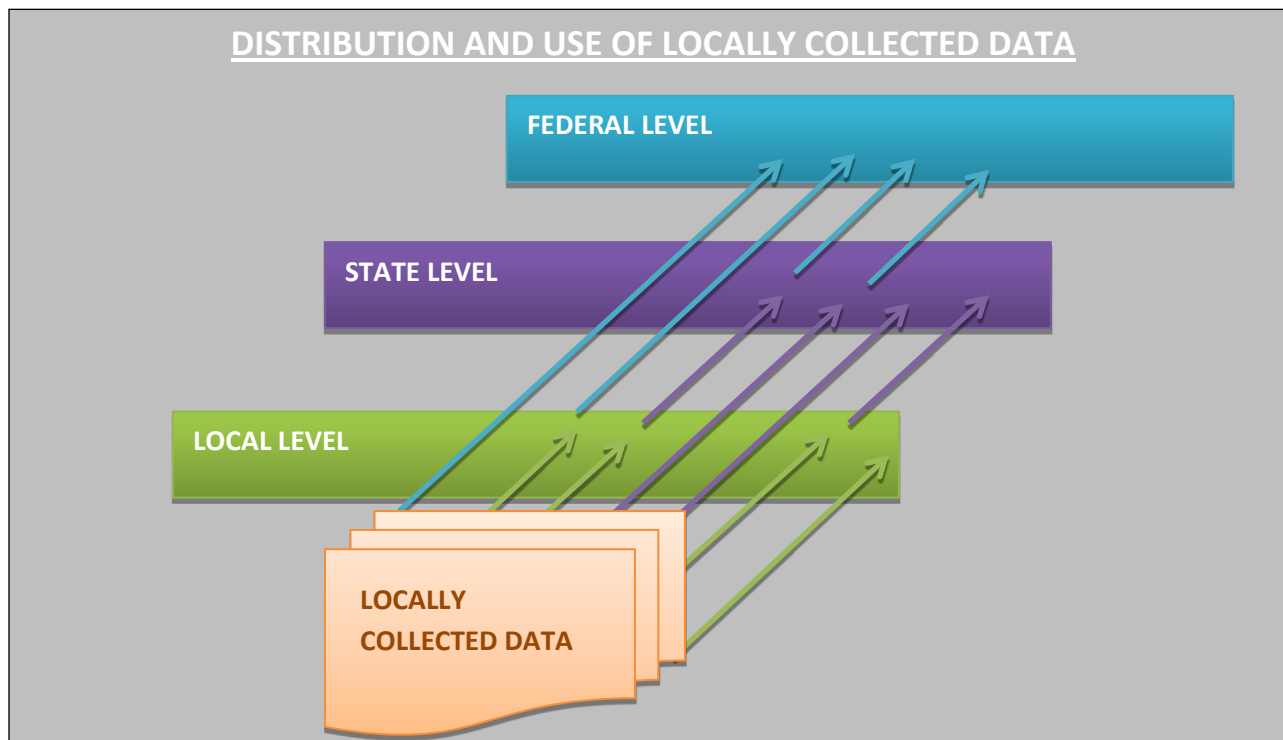 DISTRIBUTION AND USE OF LOCALLY COLLECTED DATA
FEDERAL LEVEL
STATE LEVEL
LOCAL LEVEL
LOCALLY
COLLECTED DATA